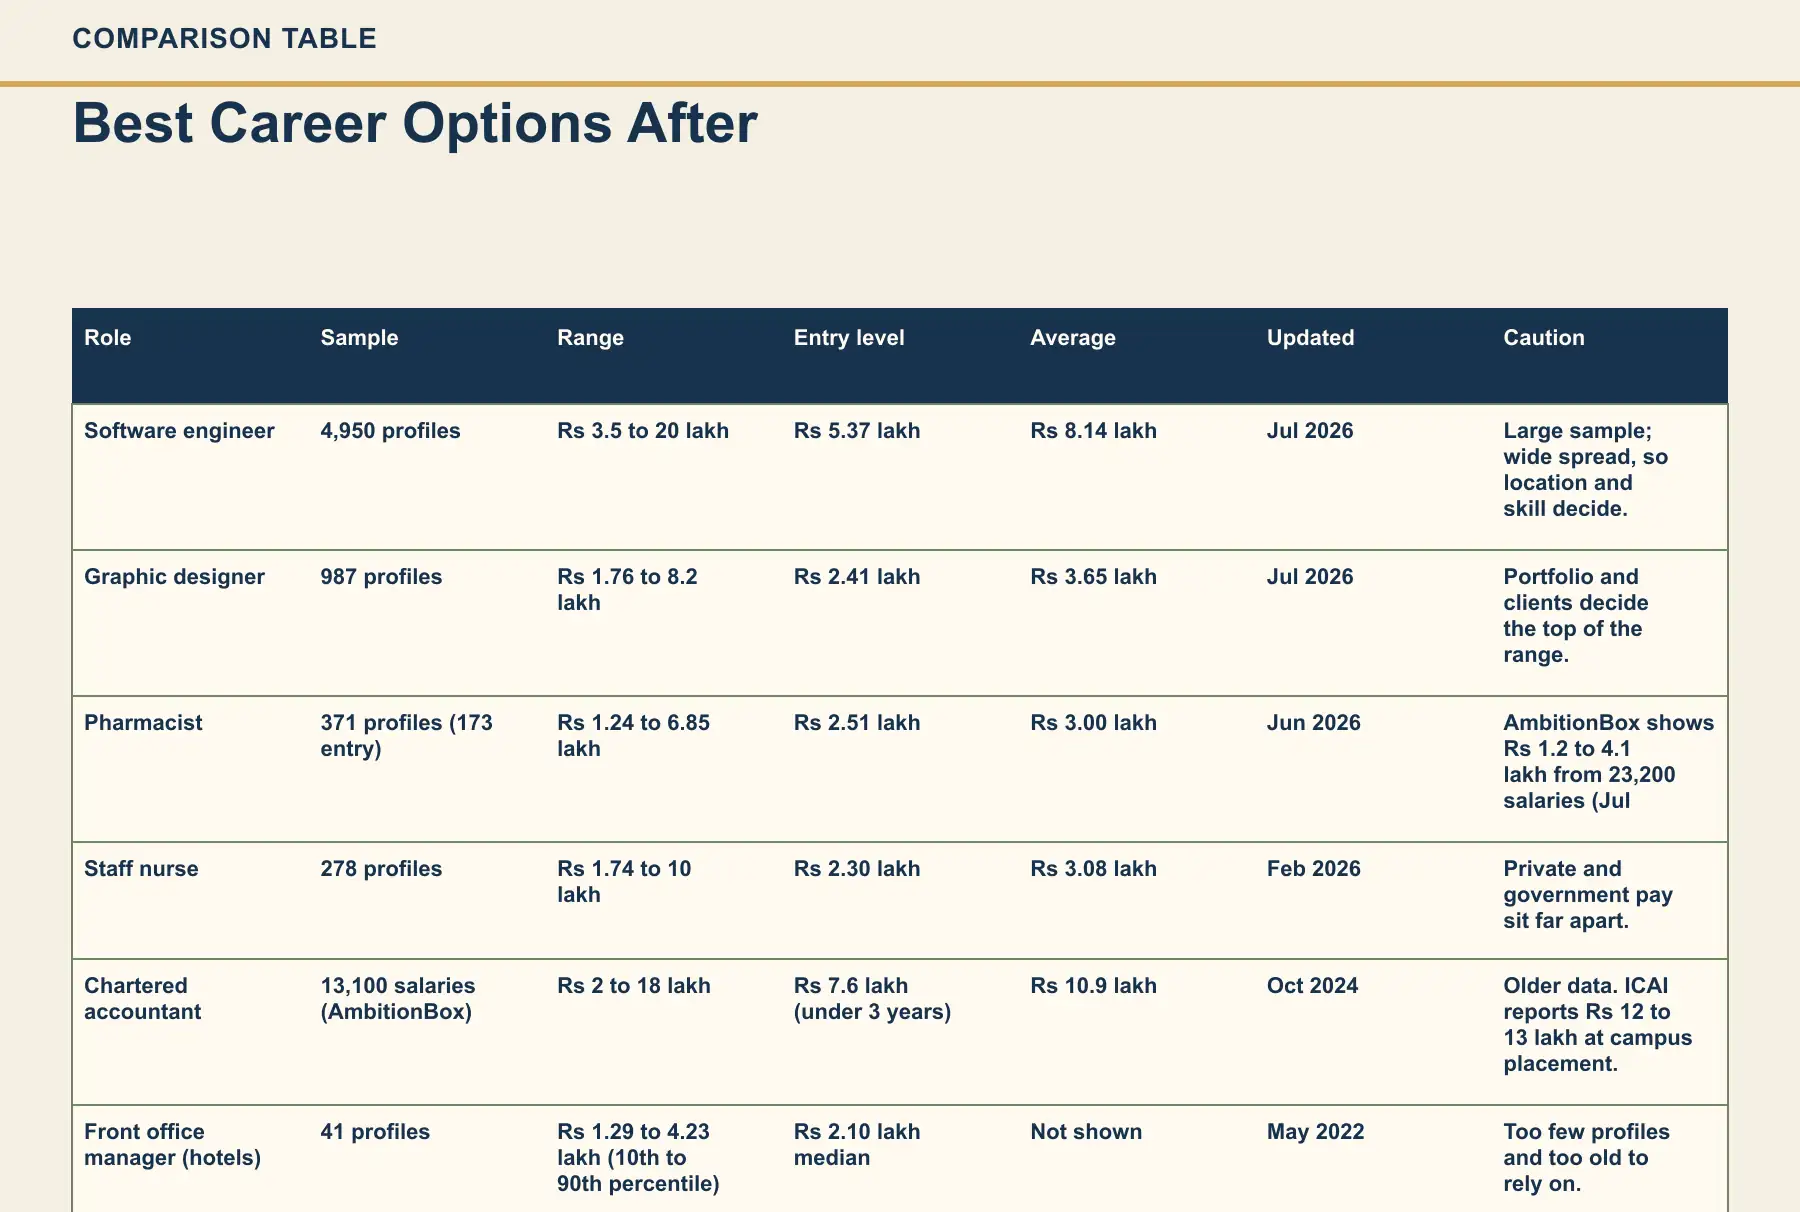 COMPARISON TABLE
Best Career Options After
Role Sample Range Entry level Average Updated Caution
Software engineer 4,950 profiles Rs 3.5 to 20 lakh Rs 5.37 lakh Rs 8.14 lakh Jul 2026 Large sample;
wide spread, so
location and
skill decide.
Graphic designer 987 profiles Rs 1.76 to 8.2 Rs 2.41 lakh Rs 3.65 lakh Jul 2026 Portfolio and
lakh clients decide
the top of the
range.
Pharmacist 371 profiles (173 Rs 1.24 to 6.85 Rs 2.51 lakh Rs 3.00 lakh Jun 2026 AmbitionBox shows
entry) lakh Rs 1.2 to 4.1
lakh from 23,200
salaries (Jul
Staff nurse 278 profiles Rs 1.74 to 10 Rs 2.30 lakh Rs 3.08 lakh Feb 2026 Private and
lakh government pay
sit far apart.
Chartered 13,100 salaries Rs 2 to 18 lakh Rs 7.6 lakh Rs 10.9 lakh Oct 2024 Older data. ICAI
accountant (AmbitionBox) (under 3 years) reports Rs 12 to
13 lakh at campus
placement.
Front office 41 profiles Rs 1.29 to 4.23 Rs 2.10 lakh Not shown May 2022 Too few profiles
manager (hotels) lakh (10th to median and too old to
90th percentile) rely on.